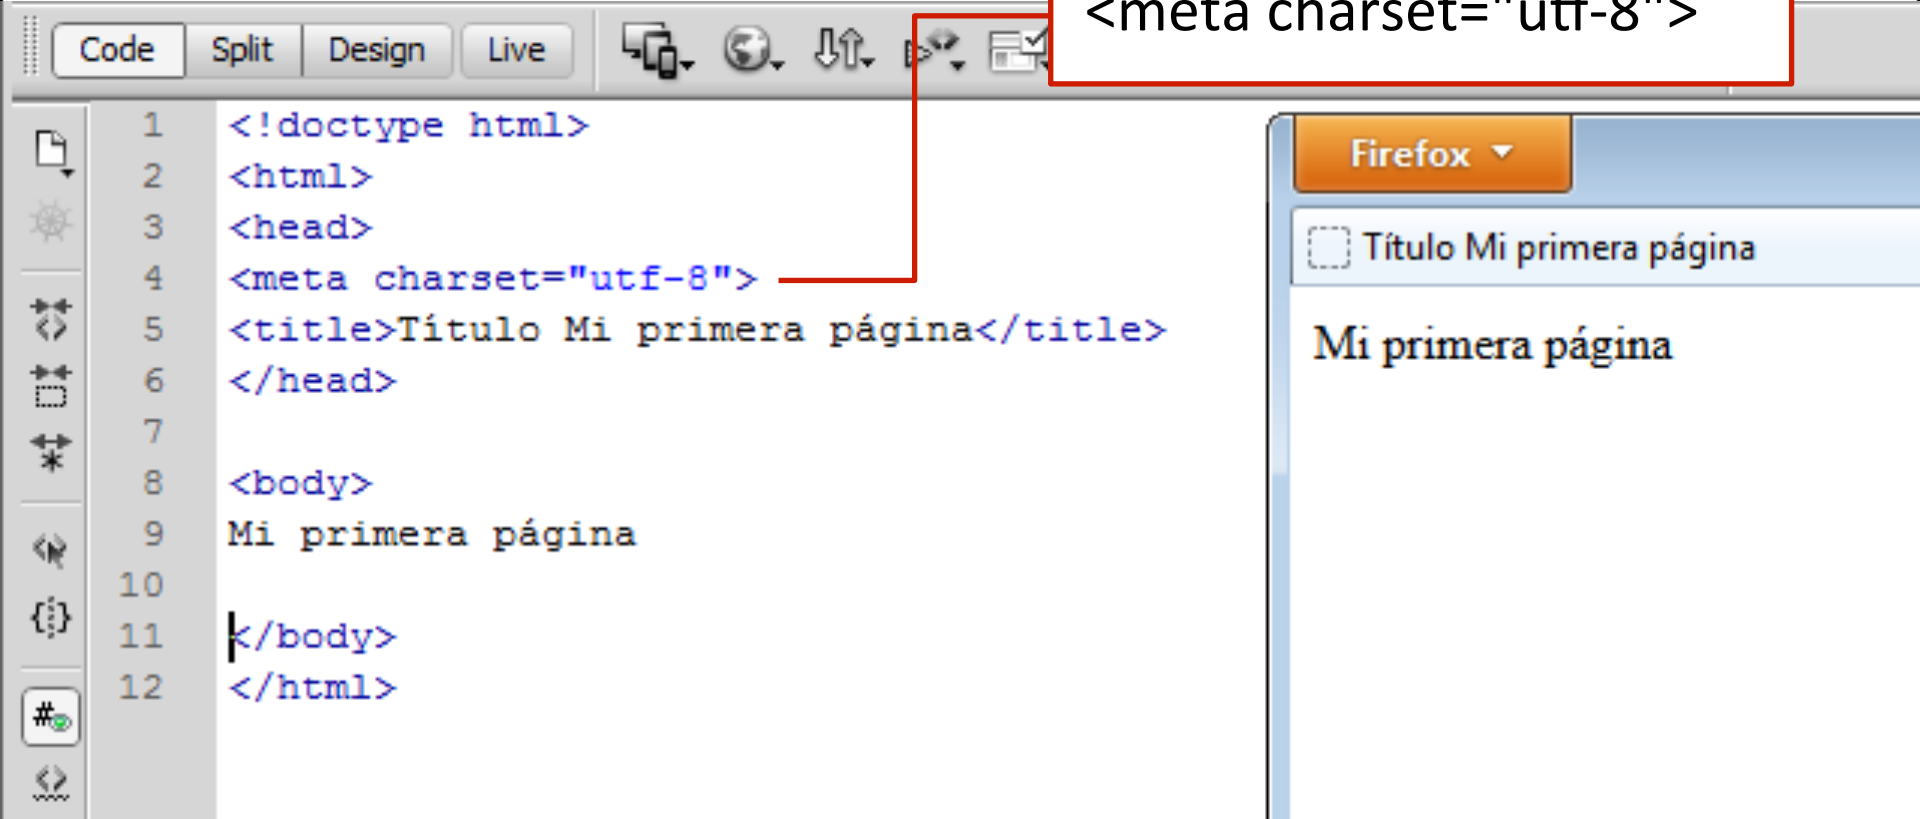 <meta charset="utf-8">
Code Split Design Live
1 <!doctype html>
2 <html>
3 <head>
4 <meta charset="utf-8">
5 <title>Título Mi primera página</title>
6 </head>
7
8 <body>
9 Mi primera página
10
11 </body>
12 </html>
Firefox
Título Mi primera página
Mi primera página